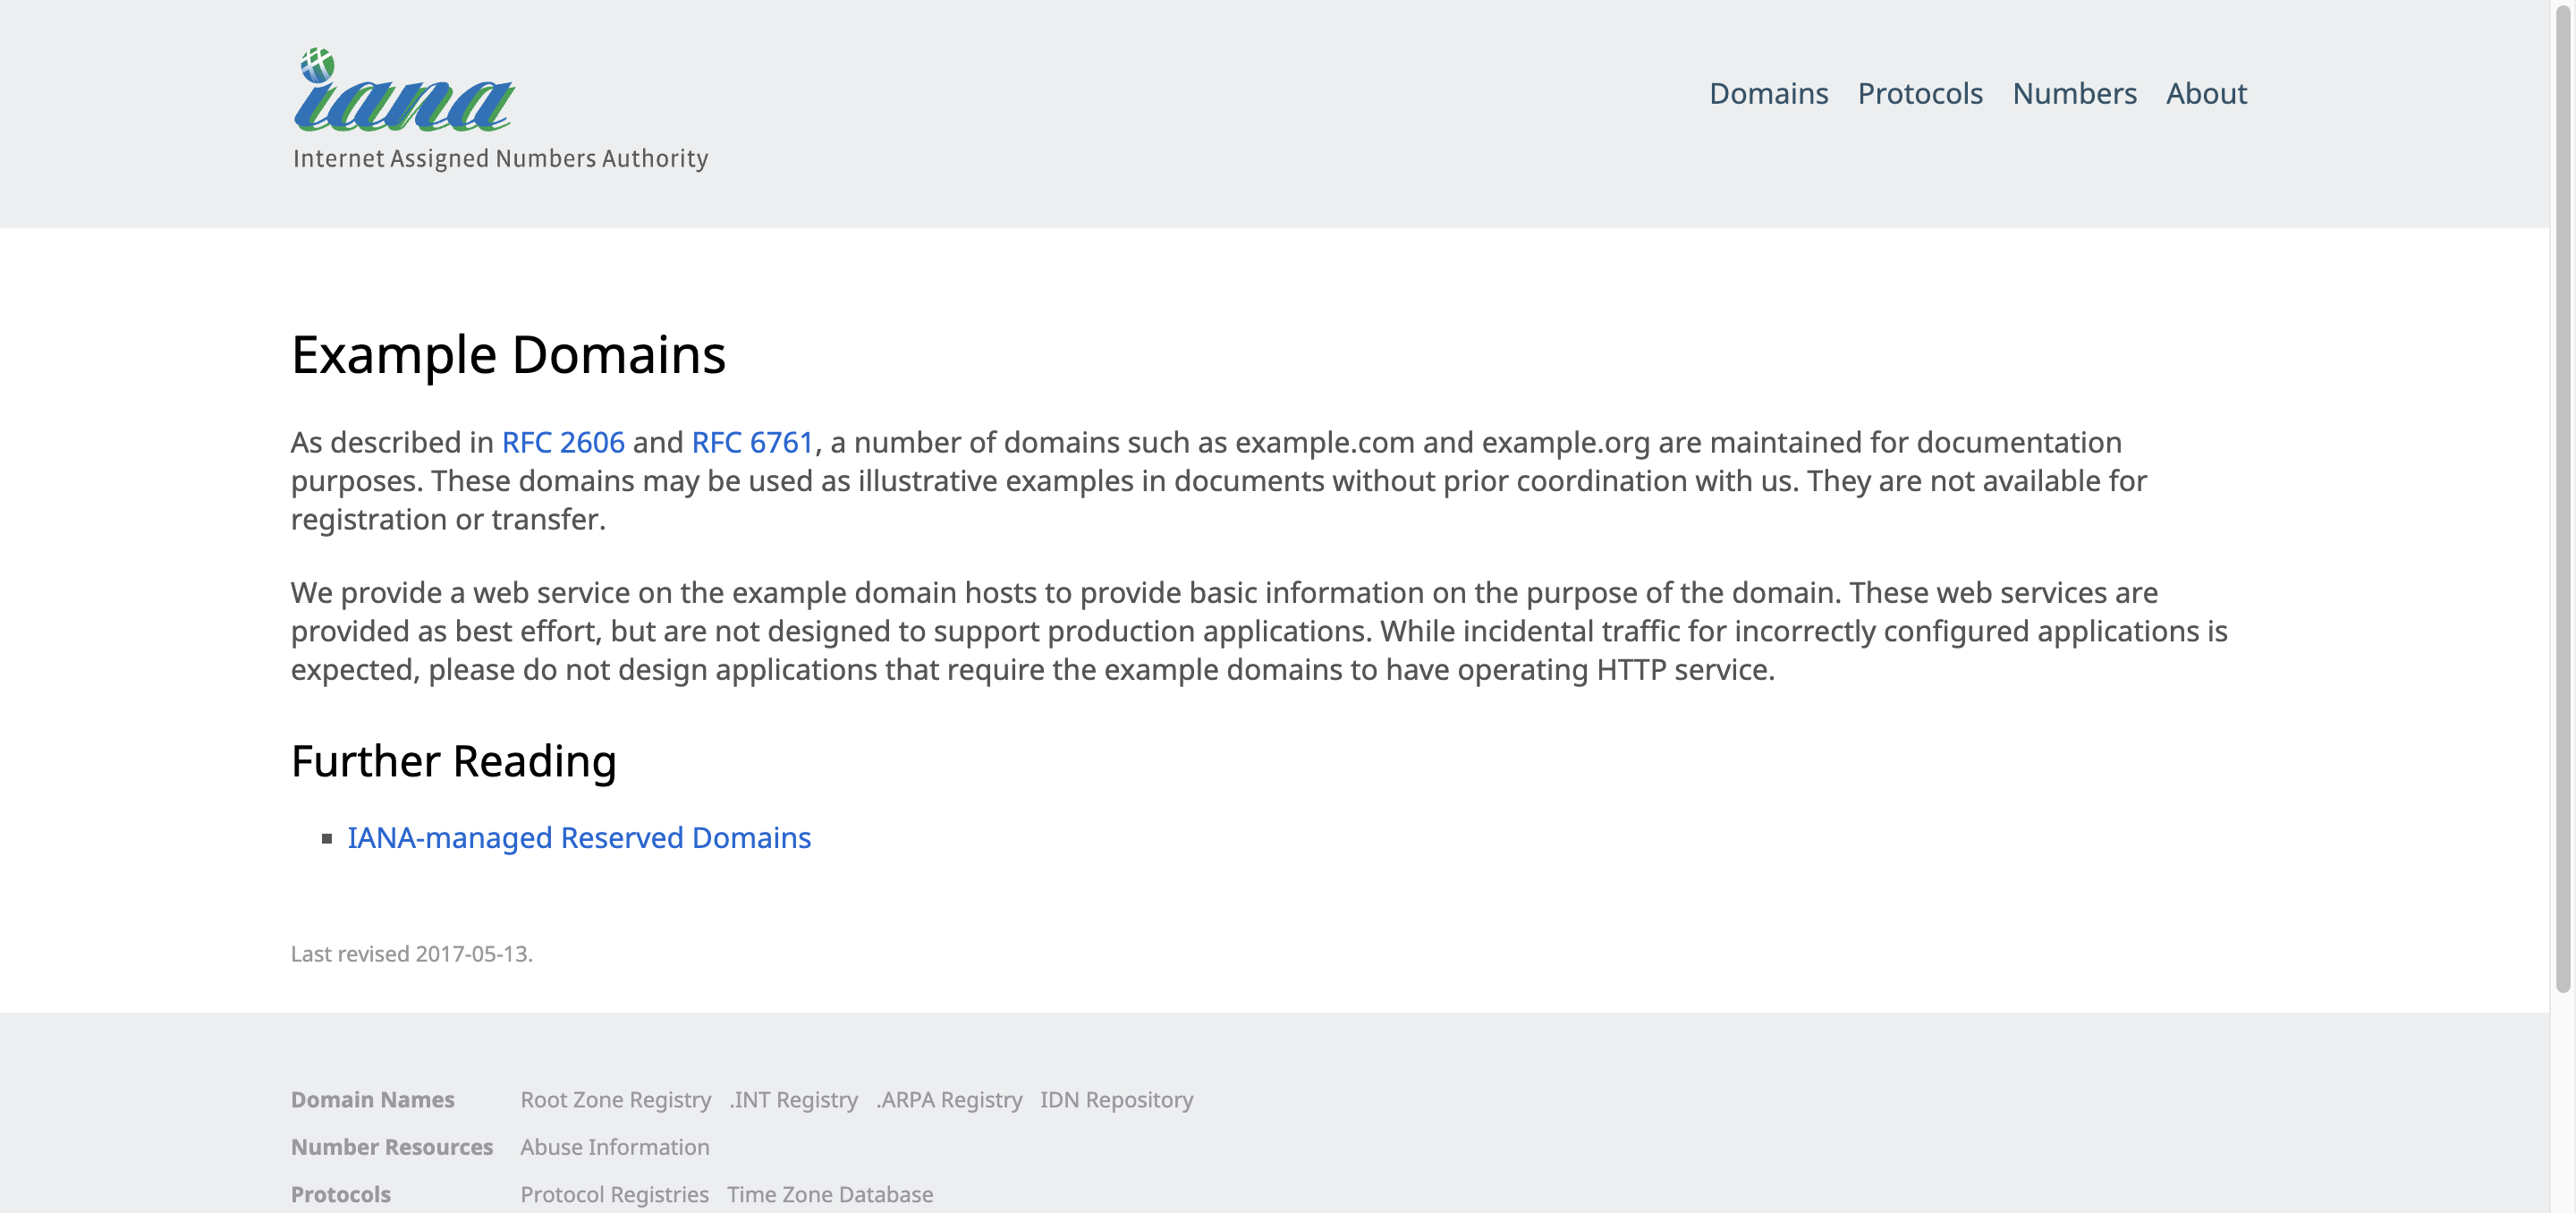 iana
Internet Assigned Numbers Authority
Domains Protocols Numbers About
Example Domains
As described in RFC 2606 and RFC 6761, a number of domains such as example.com and example.org are maintained for documentation
purposes. These domains may be used as illustrative examples in documents without prior coordination with us. They are not available for
registration or transfer.
We provide a web service on the example domain hosts to provide basic information on the purpose of the domain. These web services are
provided as best effort, but are not designed to support production applications. While incidental traffic for incorrectly configured applications is
expected, please do not design applications that require the example domains to have operating HTTP service.
Further Reading
IANA-managed Reserved Domains
Last revised 2017-05-13.
Domain Names Root Zone Registry .INT Registry .ARPA Registry IDN Repository
Number Resources Abuse Information
Protocols Protocol Registries Time Zone Database